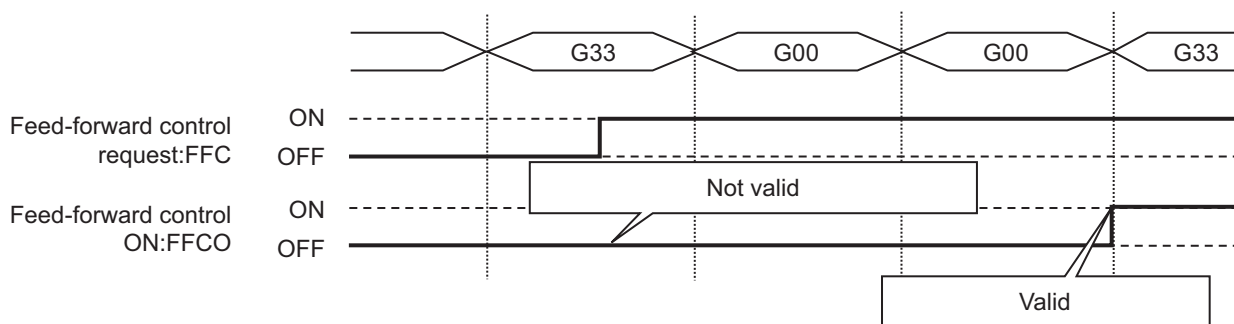 G33 G00 G00 G33
Feed-forward control
request:FFC
ON
OFF
Not valid
Feed-forward control
ON:FFCO
ON
OFF
Valid